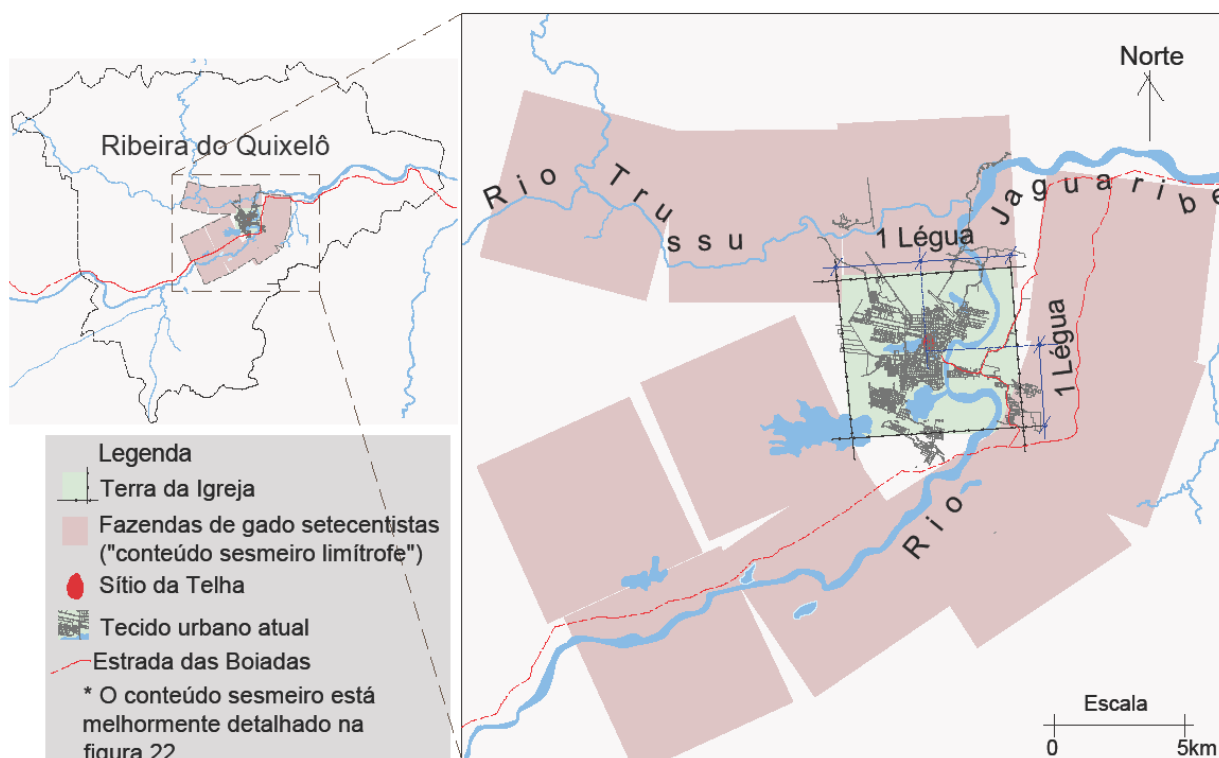 Ribeira do Quixelô
Legenda
Terra da Igreja
Fazendas de gado setecentistas
("conteúdo sesmeiro limítrofe")
Sítio da Telha
Tecido urbano atual
Estrada das Boiadas
* O conteúdo sesmeiro está
melhormente detalhado na
figura 22
Norte
Rio Trussu
Jaguaribe
1 Légua
1 Légua
Rio
Escala
0 5km